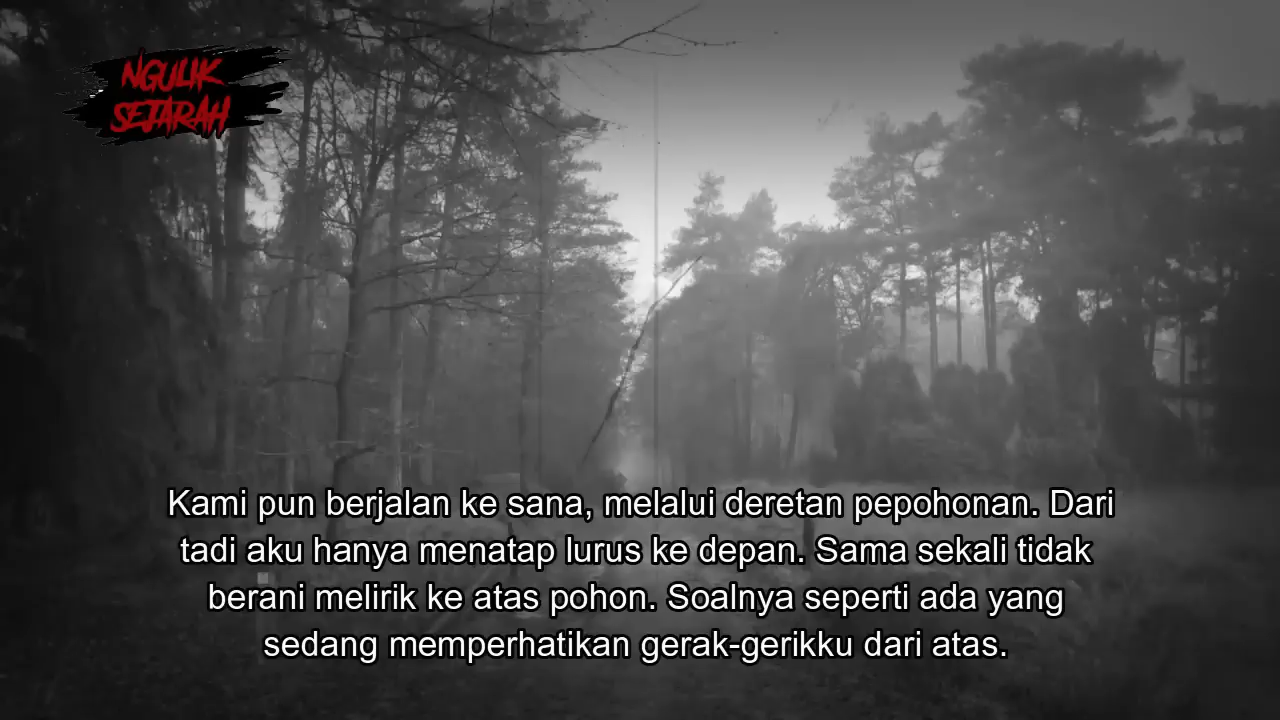 NGULIK
SEJARAH
Kami pun berjalan ke sana, melalui deretan pepohonan. Dari
tadi aku hanya menatap lurus ke depan. Sama sekali tidak
berani melirik ke atas pohon. Soalnya seperti ada yang
sedang memperhatikan gerak-gerikku dari atas.